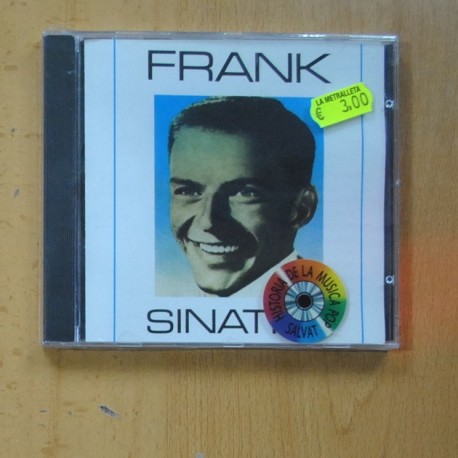 FRANK
LA METRALLETA
€ 3,00
SINAT
HISTORIA DE LA MUSICA POP
SALVAT